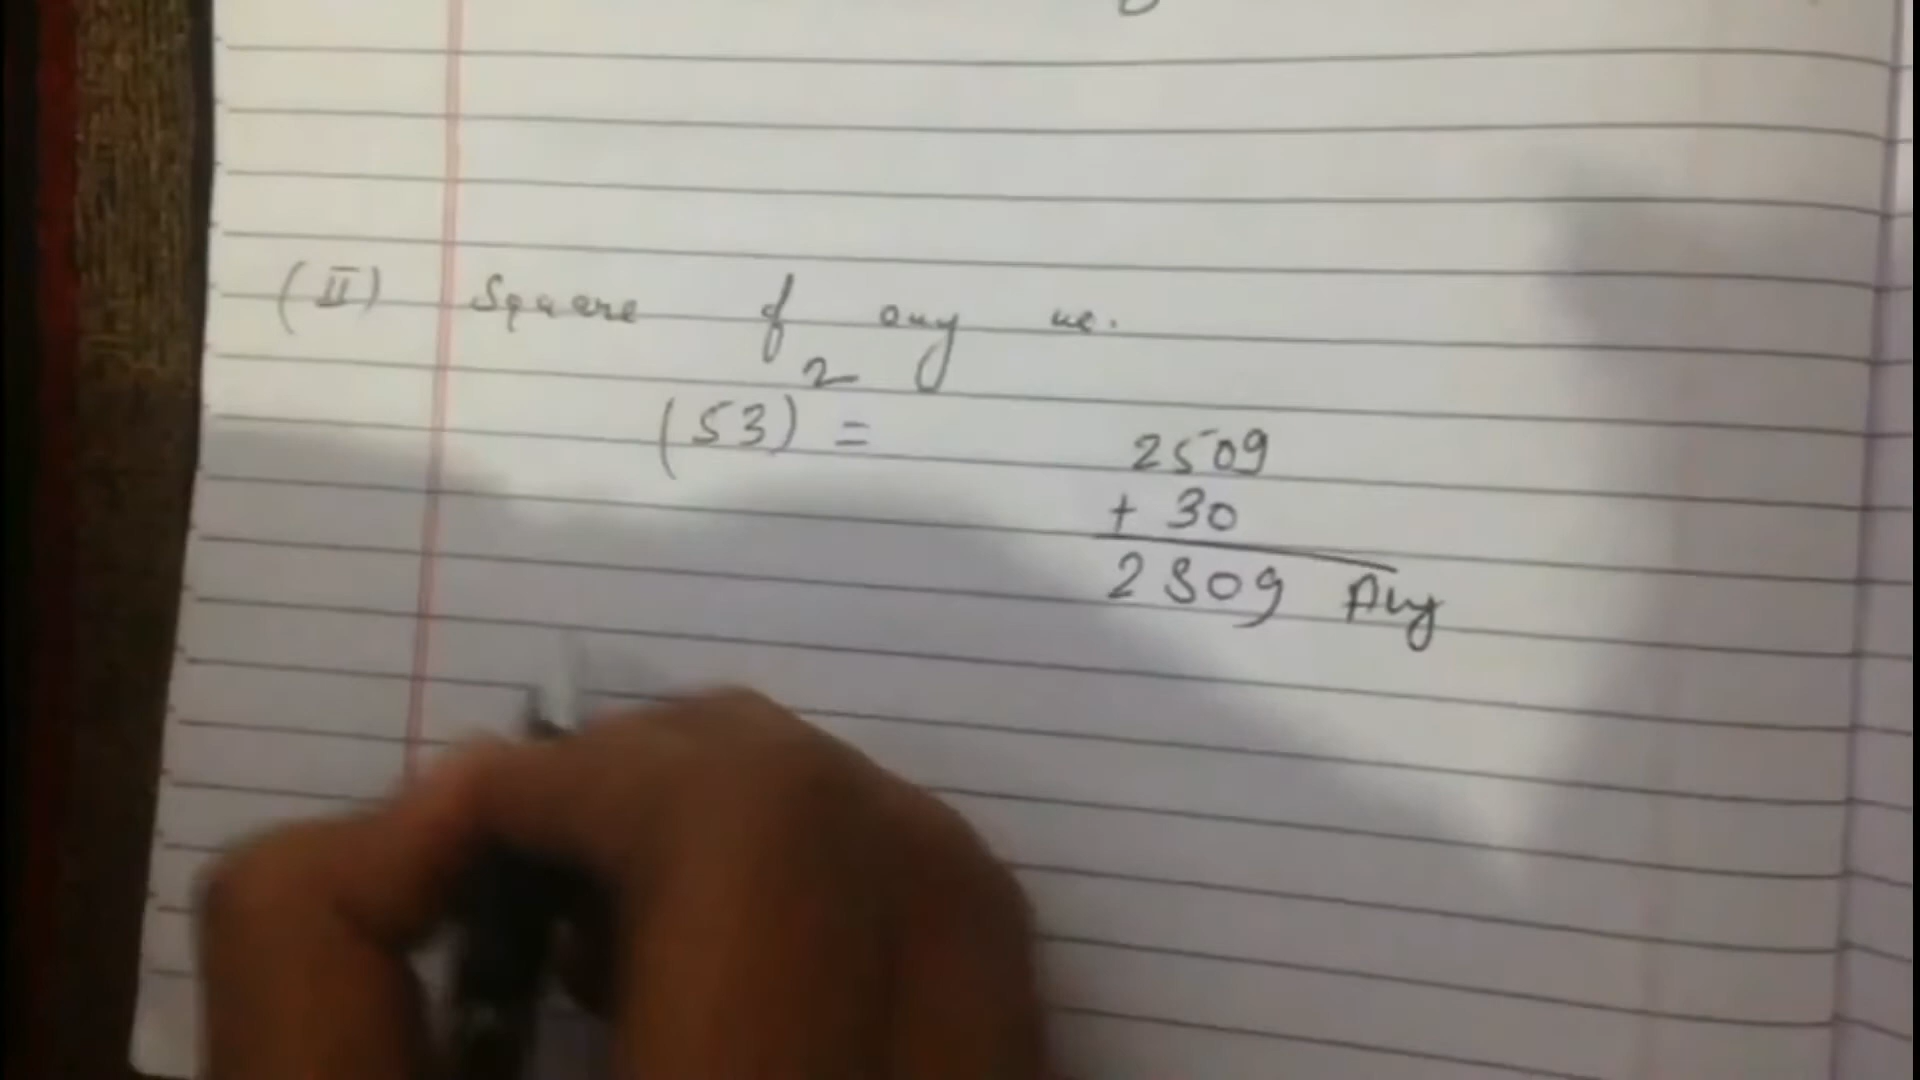 (II) Square of any no.
(53)² = 2509
+ 30
2809 Ans